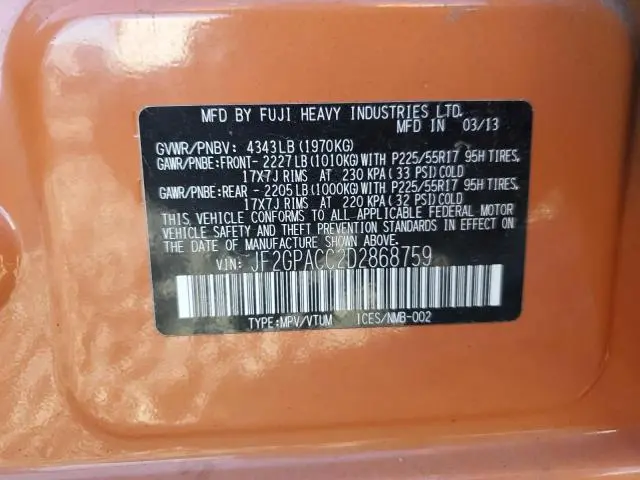 MFD BY FUJI HEAVY INDUSTRIES LTD.
MFD IN 03/13
GVWR/PNBV: 4343LB(1970KG)
GAWR/PNBE:FRONT- 2227LB(1010KG)WITH P225/55R17 95H TIRES,
17X7J RIMS AT 230 KPA(33 PSI)COLD
GAWR/PNBE:REAR - 2205LB(1000KG)WITH P225/55R17 95H TIRES,
17X7J RIMS AT 220 KPA(32 PSI)COLD
THIS VEHICLE CONFORMS TO ALL APPLICABLE FEDERAL MOTOR
VEHICLE SAFETY AND THEFT PREVENTION STANDARDS IN EFFECT ON
THE DATE OF MANUFACTURE SHOWN ABOVE.
VIN: JF2GPACC2D2868759
TYPE:MPV/VTUM ICES/NMB-002